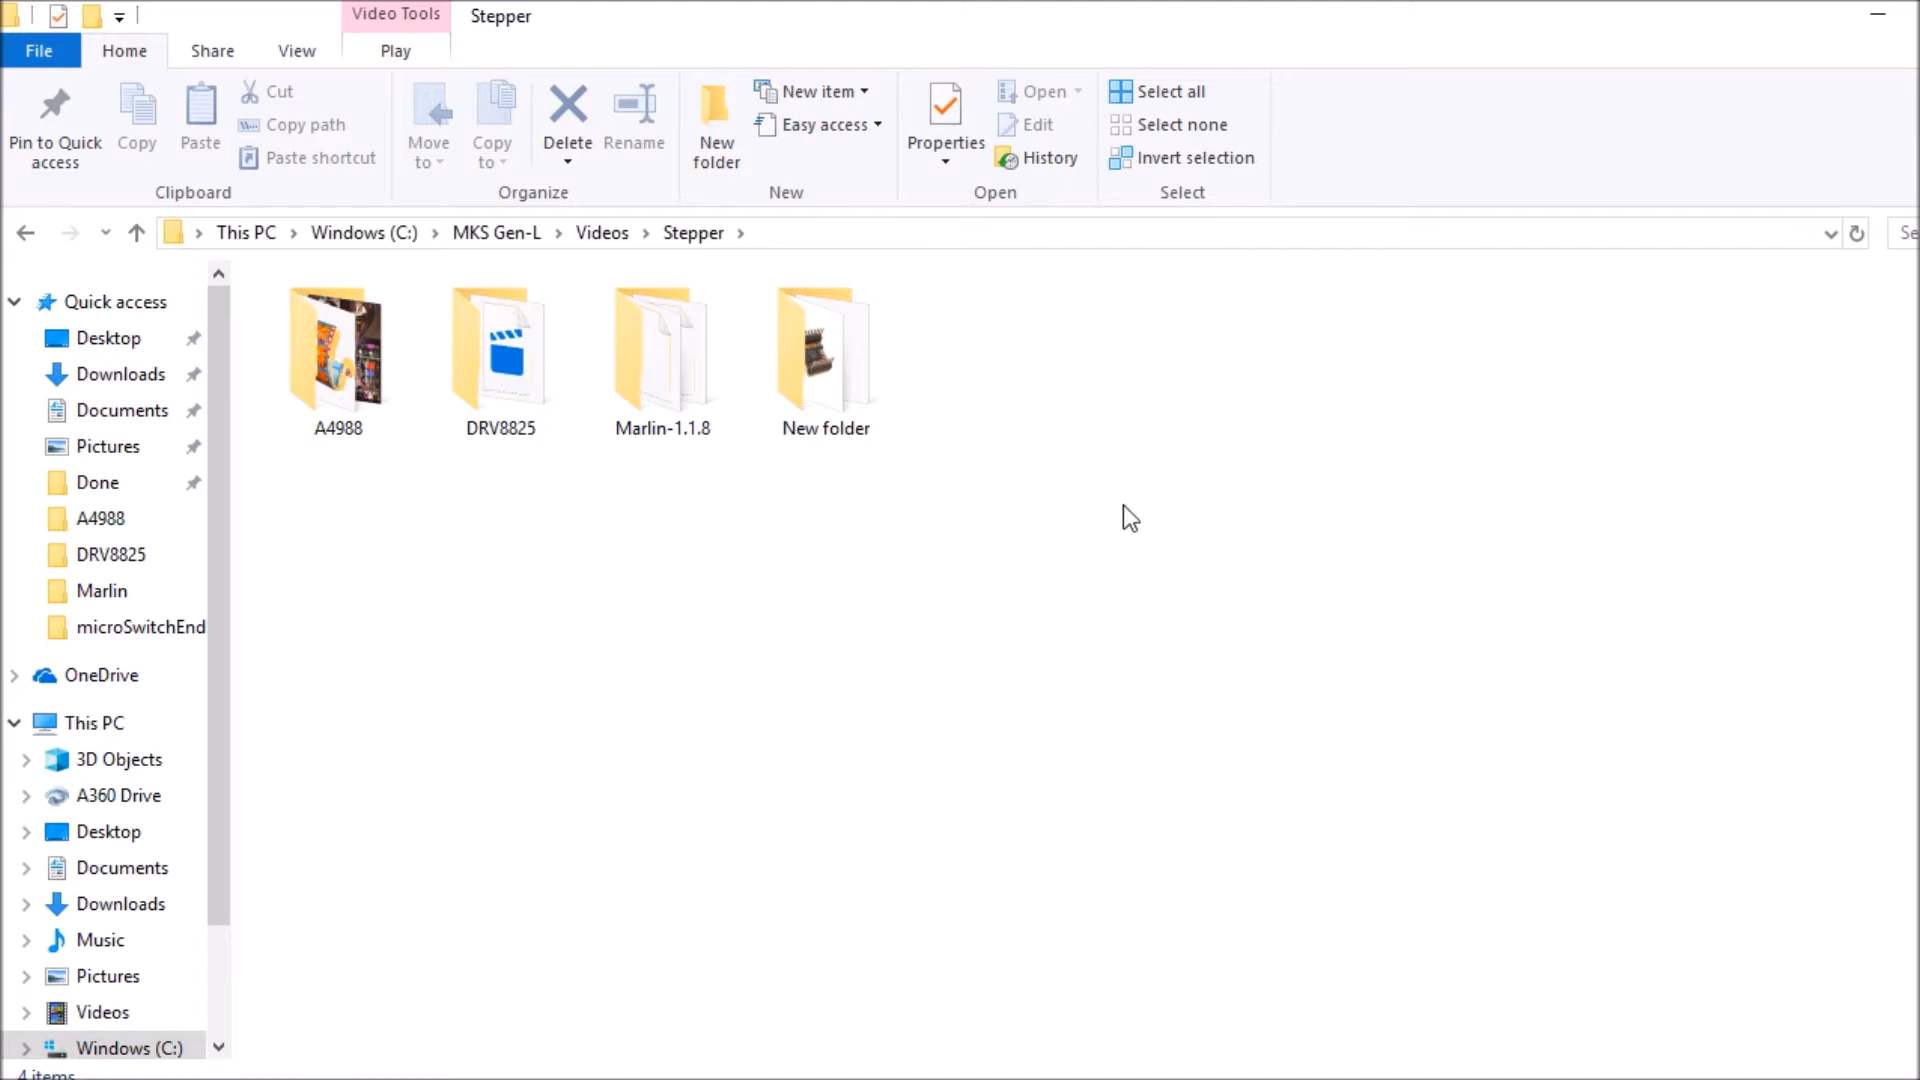 Video Tools
Stepper
File
Home
Share
View
Play
Pin to Quick
access
Copy
Paste
Cut
Copy path
Paste shortcut
Clipboard
Move
to
Copy
to
Delete
Rename
Organize
New
folder
New item
Easy access
New
Properties
Open
Edit
History
Open
Select all
Select none
Invert selection
Select
This PC > Windows (C:) > MKS Gen-L > Videos > Stepper >
Se
Quick access
Desktop
Downloads
Documents
Pictures
Done
A4988
DRV8825
Marlin
microSwitchEnd
OneDrive
This PC
3D Objects
A360 Drive
Desktop
Documents
Downloads
Music
Pictures
Videos
Windows (C:)
A4988
DRV8825
Marlin-1.1.8
New folder
4 items